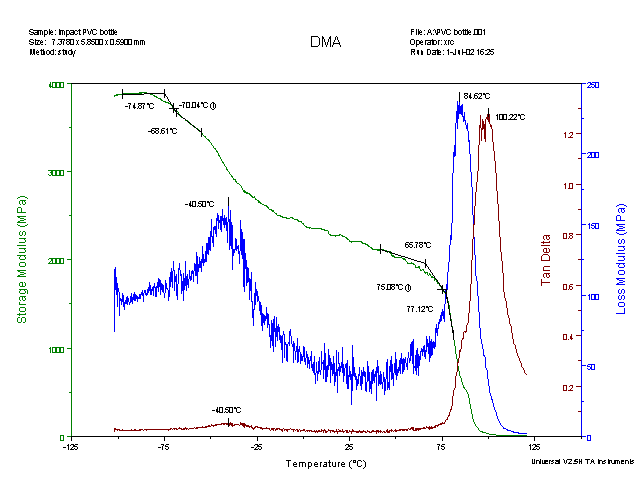 Sample: Impact PVC bottle
Size: 7.3780 x 5.8500 x 0.5900 mm
Method: study
DMA
File: A:\PVC bottle.001
Operator: xrc
Run Date: 1-Jul-02 16:25
4000
3000
2000
1000
0
Storage Modulus (MPa)
-74.87°C
-70.04°C (I)
-68.61°C
-40.50°C
65.78°C
75.08°C (I)
77.12°C
84.62°C
100.22°C
-40.50°C
1.2
1.0
0.8
0.6
0.4
0.2
Tan Delta
250
200
150
100
50
0
Loss Modulus (MPa)
-125
-75
-25
25
75
125
Temperature (°C)
Universal V2.5H TA Instruments